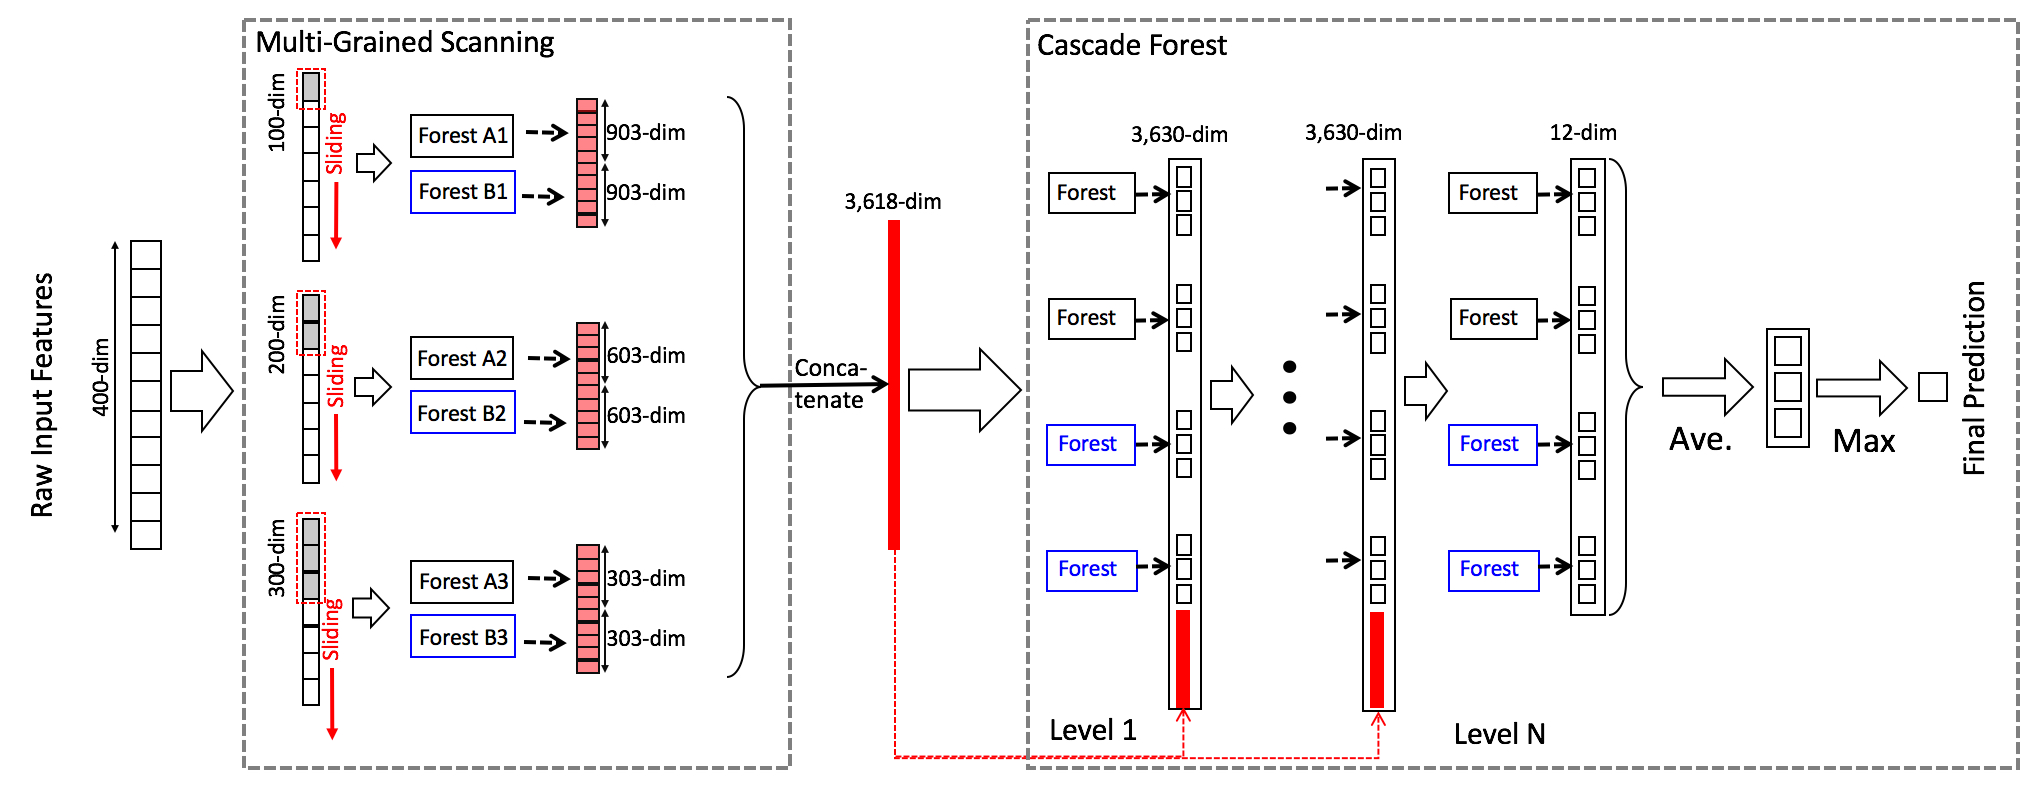 Raw Input Features
400-dim
Multi-Grained Scanning
100-dim
Sliding
Forest A1
Forest B1
903-dim
903-dim
200-dim
Sliding
Forest A2
Forest B2
603-dim
603-dim
300-dim
Sliding
Forest A3
Forest B3
303-dim
303-dim
Conca-
tenate
3,618-dim
Cascade Forest
3,630-dim
Forest
Forest
Forest
Forest
Level 1
3,630-dim
12-dim
Forest
Forest
Forest
Forest
Level N
Ave.
Max
Final Prediction